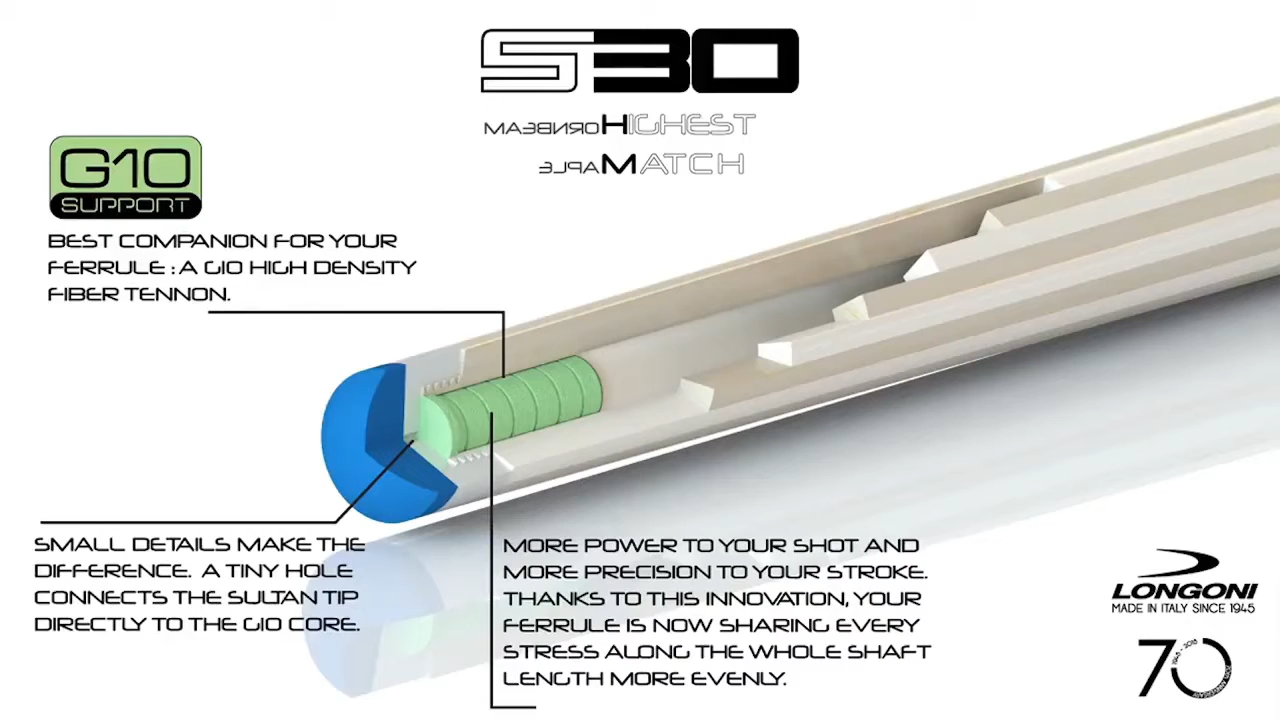 S30
HORNBEAM HIGHEST
MAPLE MATCH
G10
SUPPORT
BEST COMPANION FOR YOUR
FERRULE : A G10 HIGH DENSITY
FIBER TENNON.
SMALL DETAILS MAKE THE
DIFFERENCE. A TINY HOLE
CONNECTS THE SULTAN TIP
DIRECTLY TO THE G10 CORE.
MORE POWER TO YOUR SHOT AND
MORE PRECISION TO YOUR STROKE.
THANKS TO THIS INNOVATION, YOUR
FERRULE IS NOW SHARING EVERY
STRESS ALONG THE WHOLE SHAFT
LENGTH MORE EVENLY.
LONGONI
MADE IN ITALY SINCE 1945
70
1945 - 2015